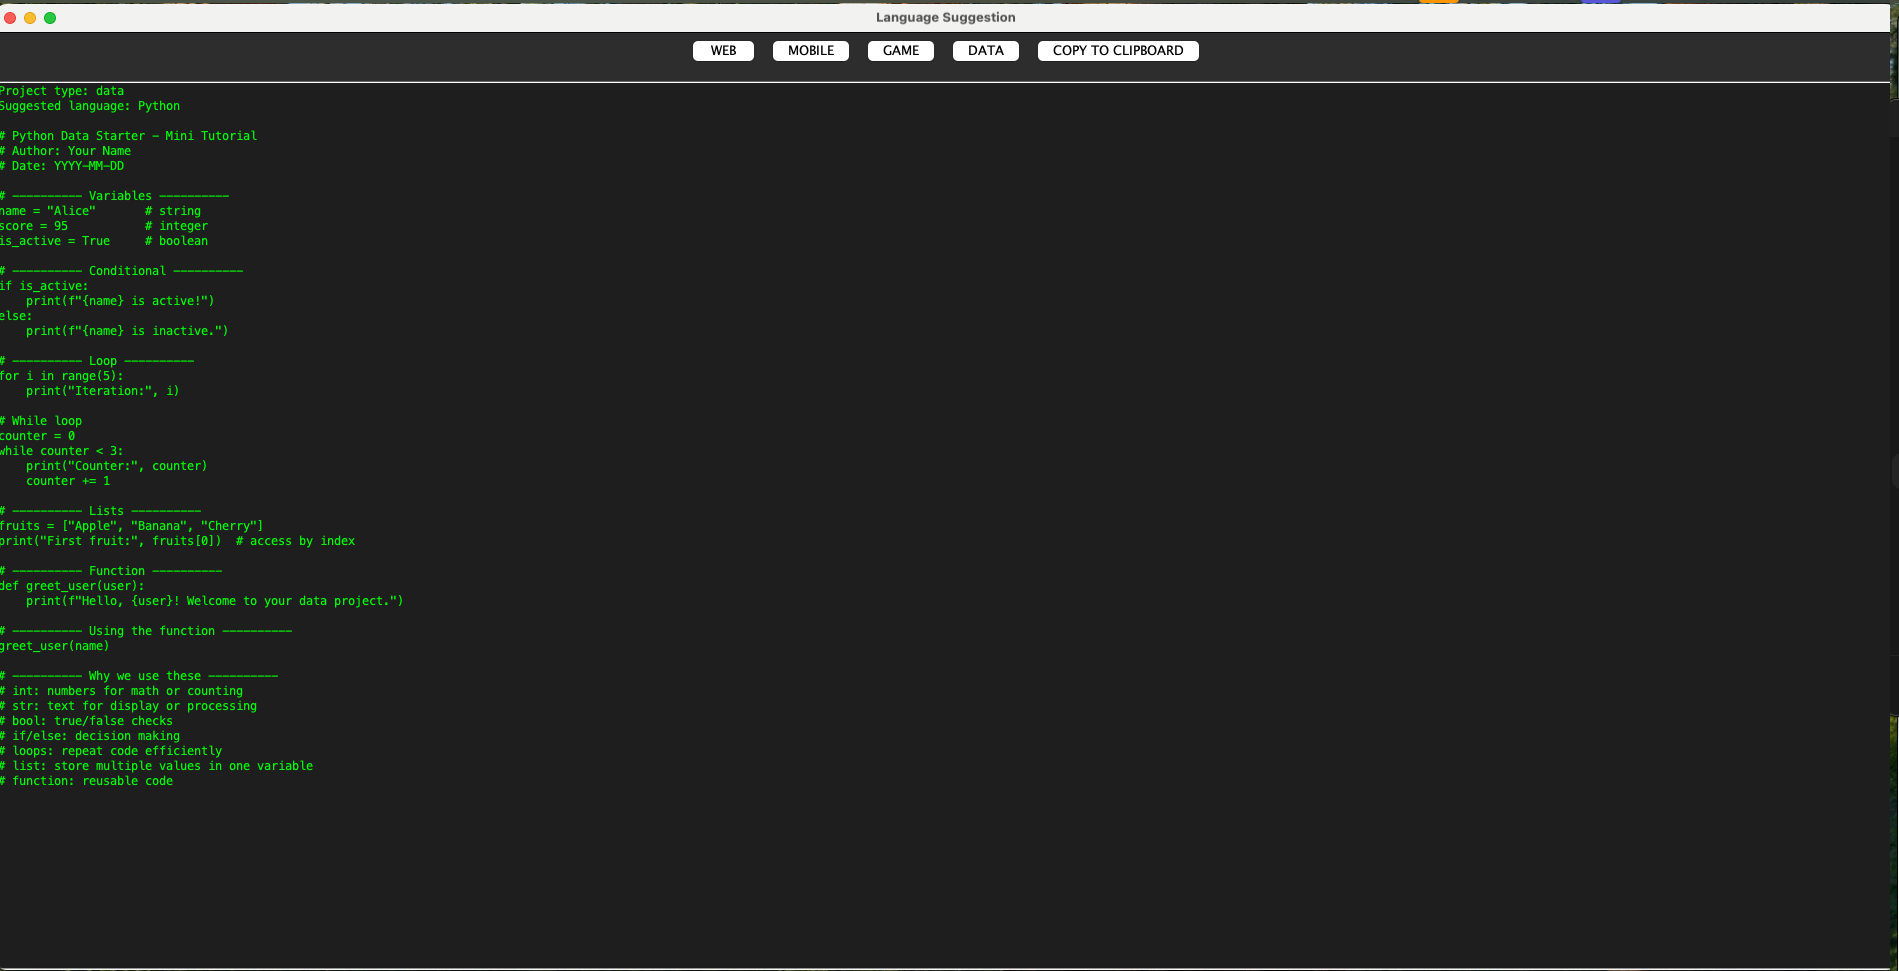 Language Suggestion
WEB MOBILE GAME DATA COPY TO CLIPBOARD
Project type: data
Suggested language: Python

# Python Data Starter - Mini Tutorial
# Author: Your Name
# Date: YYYY-MM-DD

# ---------- Variables ----------
name = "Alice"       # string
score = 95           # integer
is_active = True     # boolean

# ---------- Conditional ----------
if is_active:
    print(f"{name} is active!")
else:
    print(f"{name} is inactive.")

# ---------- Loop ----------
for i in range(5):
    print("Iteration:", i)

# While loop
counter = 0
while counter < 3:
    print("Counter:", counter)
    counter += 1

# ---------- Lists ----------
fruits = ["Apple", "Banana", "Cherry"]
print("First fruit:", fruits[0])  # access by index

# ---------- Function ----------
def greet_user(user):
    print(f"Hello, {user}! Welcome to your data project.")

# ---------- Using the function ----------
greet_user(name)

# ---------- Why we use these ----------
# int: numbers for math or counting
# str: text for display or processing
# bool: true/false checks
# if/else: decision making
# loops: repeat code efficiently
# list: store multiple values in one variable
# function: reusable code